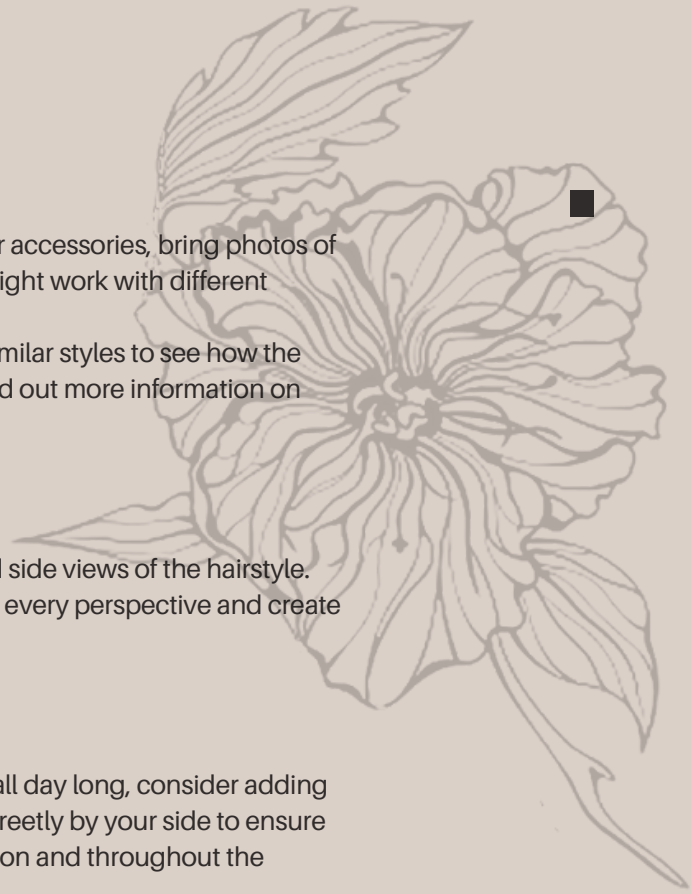 accessories, bring photos of
ight work with different
milar styles to see how the
d out more information on
side views of the hairstyle.
every perspective and create
all day long, consider adding
reetly by your side to ensure
on and throughout the